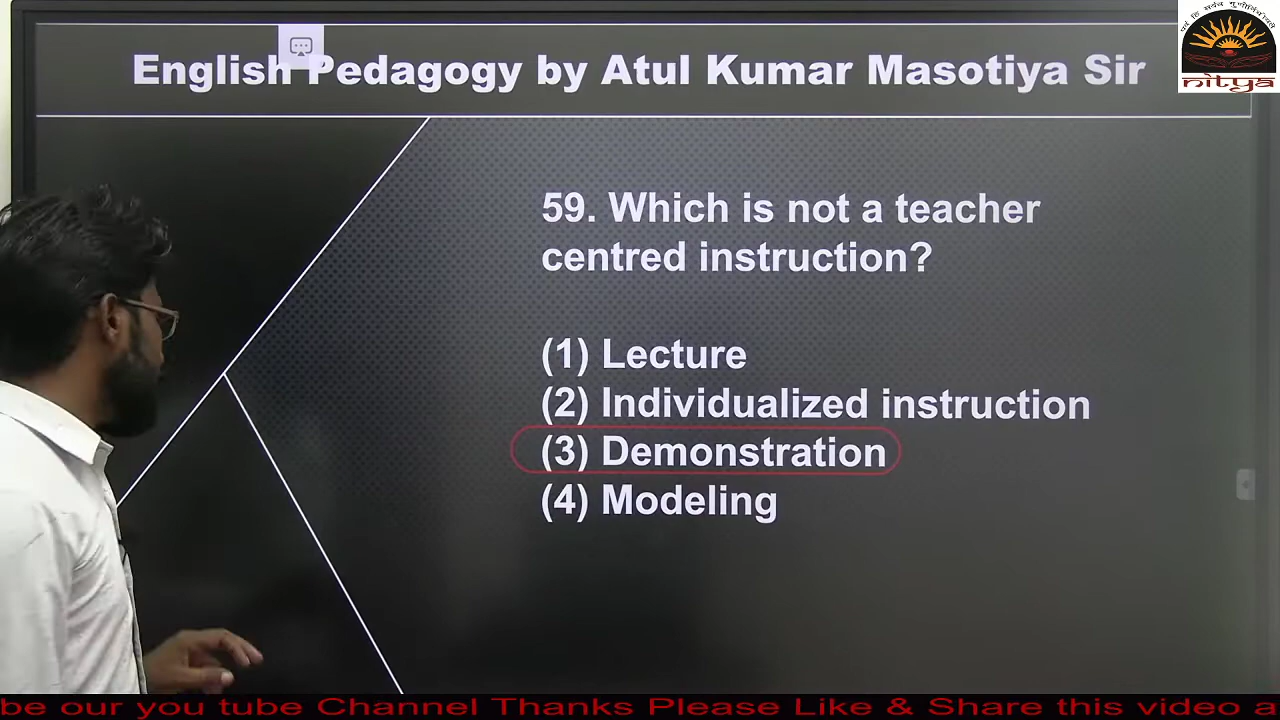 English Pedagogy by Atul Kumar Masotiya Sir
nitya
59. Which is not a teacher
centred instruction?
(1) Lecture
(2) Individualized instruction
(3) Demonstration
(4) Modeling
be our you tube Channel Thanks Please Like & Share this video a